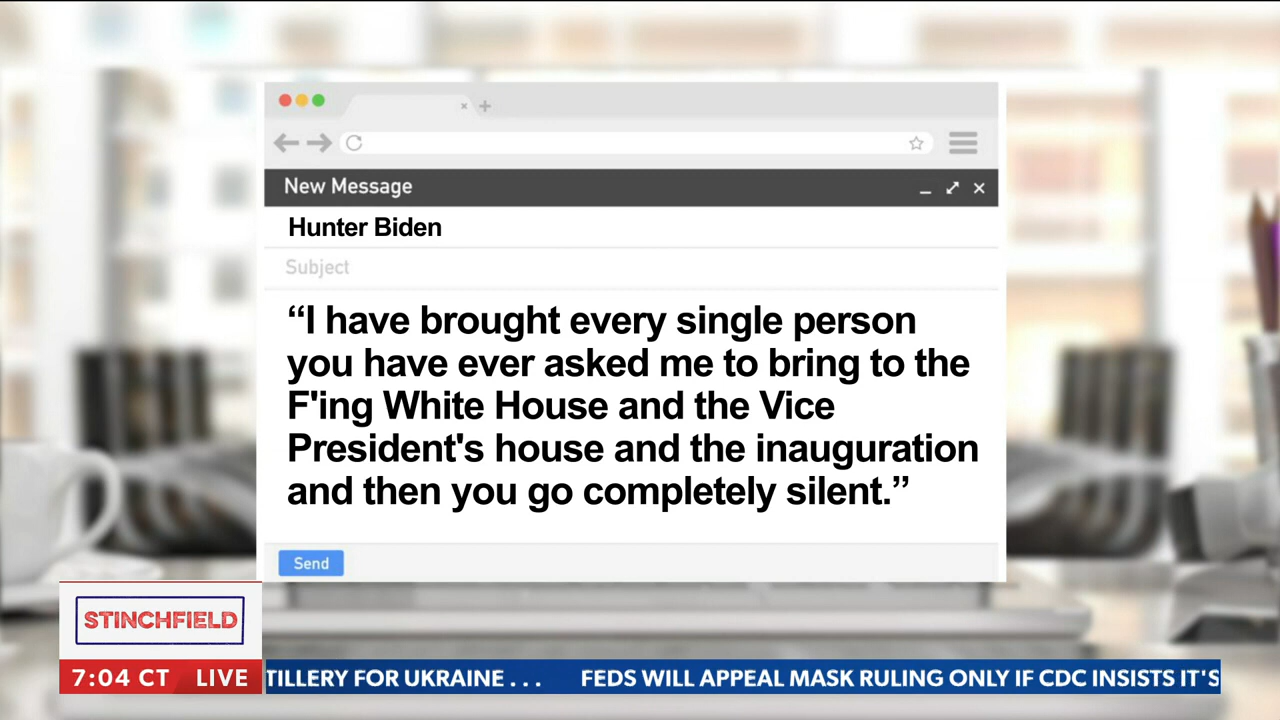 New Message
Hunter Biden
Subject
“I have brought every single person
you have ever asked me to bring to the
F'ing White House and the Vice
President's house and the inauguration
and then you go completely silent.”
Send
STINCHFIELD
7:04 CT LIVE
TILLERY FOR UKRAINE . . . FEDS WILL APPEAL MASK RULING ONLY IF CDC INSISTS IT'S